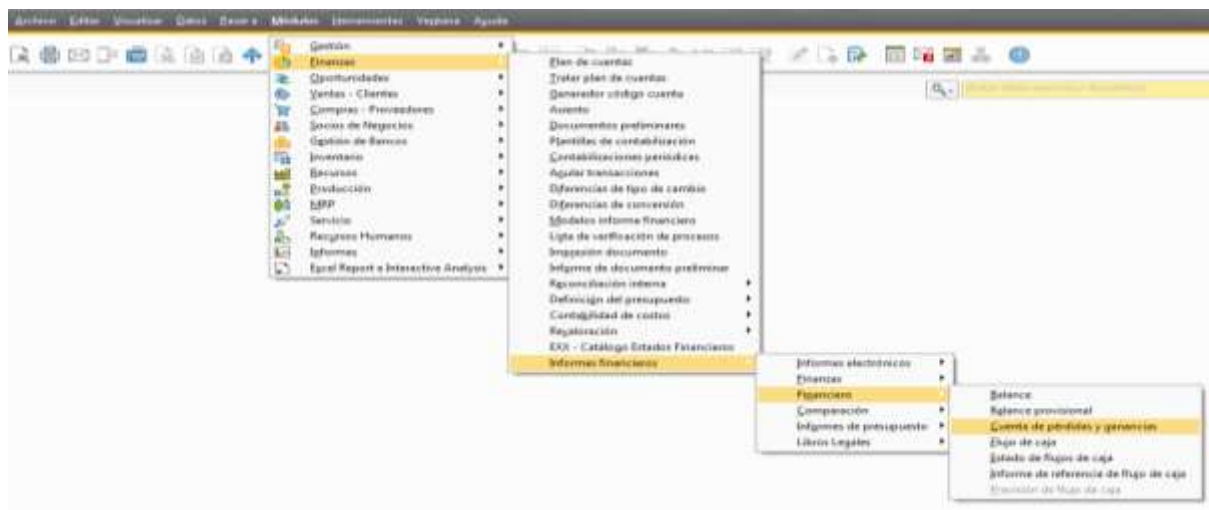 Archivo Editar Visualizar Datos Pasar a Módulos Herramientas Ventana Ayuda
Gestión
Finanzas
Oportunidades
Ventas - Clientes
Compras - Proveedores
Socios de Negocios
Gestión de Bancos
Inventario
Recursos
Producción
MRP
Servicio
Recursos Humanos
Informes
Excel Report e Interactive Analysis
Plan de cuentas
Tratar plan de cuentas
Generador código cuenta
Asiento
Documentos preliminares
Plantillas de contabilización
Contabilizaciones periódicas
Anular transacciones
Diferencias de tipo de cambio
Diferencias de conversión
Modelos informe financiero
Lista de verificación de procesos
Impresión documento
Informe de documento preliminar
Reconciliación interna
Definición del presupuesto
Contabilidad de costos
Revaloración
EXX - Catálogo Estados Financieros
Informes financieros
Informes electrónicos
Finanzas
Financiero
Comparación
Informes de presupuesto
Libros Legales
Balance
Balance provisional
Cuenta de pérdidas y ganancias
Flujo de caja
Estado de flujos de caja
Informe de referencia de flujo de caja
Previsión de flujo de caja